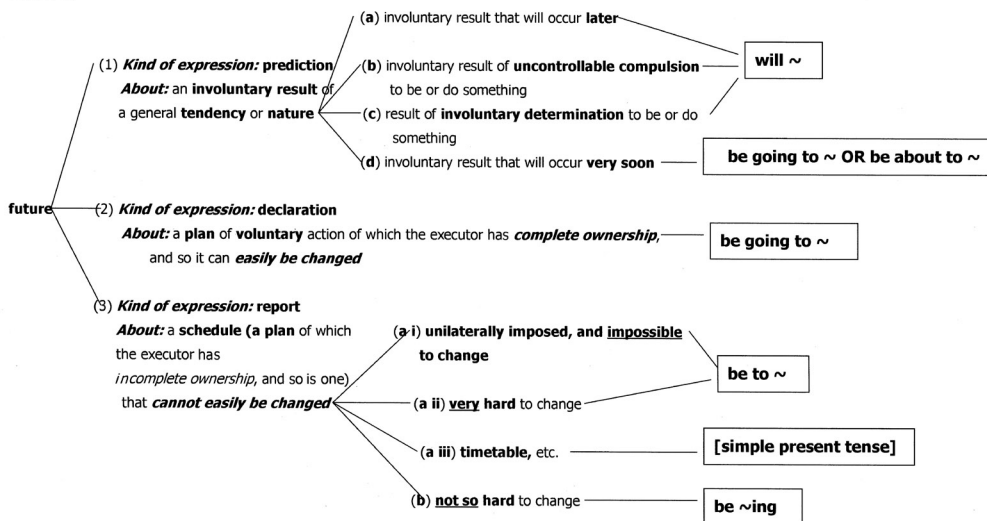 (a) involuntary result that will occur later
(1) Kind of expression: prediction
About: an involuntary result of
a general tendency or nature
(b) involuntary result of uncontrollable compulsion
to be or do something
(c) result of involuntary determination to be or do
something
(d) involuntary result that will occur very soon
will ~
be going to ~ OR be about to ~
future
(2) Kind of expression: declaration
About: a plan of voluntary action of which the executor has complete ownership,
and so it can easily be changed
be going to ~
(3) Kind of expression: report
About: a schedule (a plan of which
the executor has
incomplete ownership, and so is one)
that cannot easily be changed
(a i) unilaterally imposed, and impossible
to change
(a ii) very hard to change
be to ~
(a iii) timetable, etc.
[simple present tense]
(b) not so hard to change
be ~ing